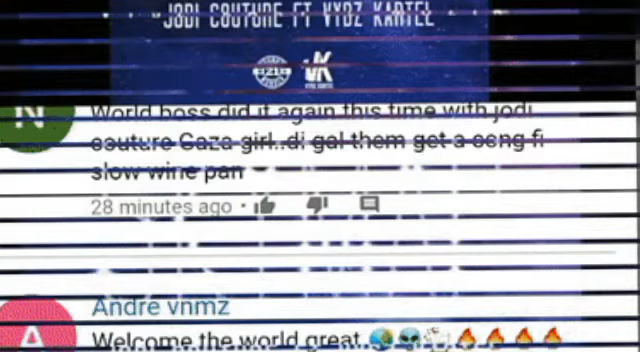 JODI COUTURE FT VYBZ KARTEL
VK
N
World boss did it again this time with jodi
couture Gaza girl..di gal them get a song fi
slow wine pan
28 minutes ago ·
Andre vnmz
A
Welcome the world great 🌏👽🐑🔥🔥🔥🔥